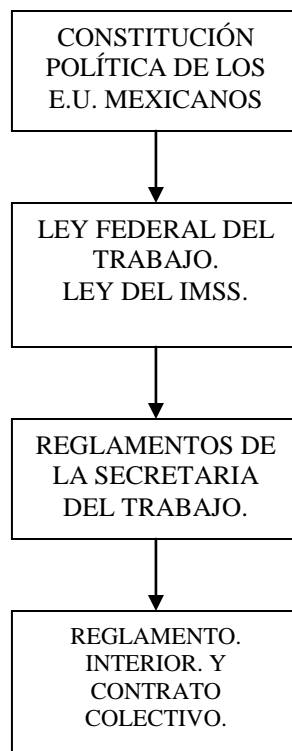 CONSTITUCIÓN
POLÍTICA DE LOS
E.U. MEXICANOS
LEY FEDERAL DEL
TRABAJO.
LEY DEL IMSS.
REGLAMENTOS DE
LA SECRETARIA
DEL TRABAJO.
REGLAMENTO.
INTERIOR. Y
CONTRATO
COLECTIVO.